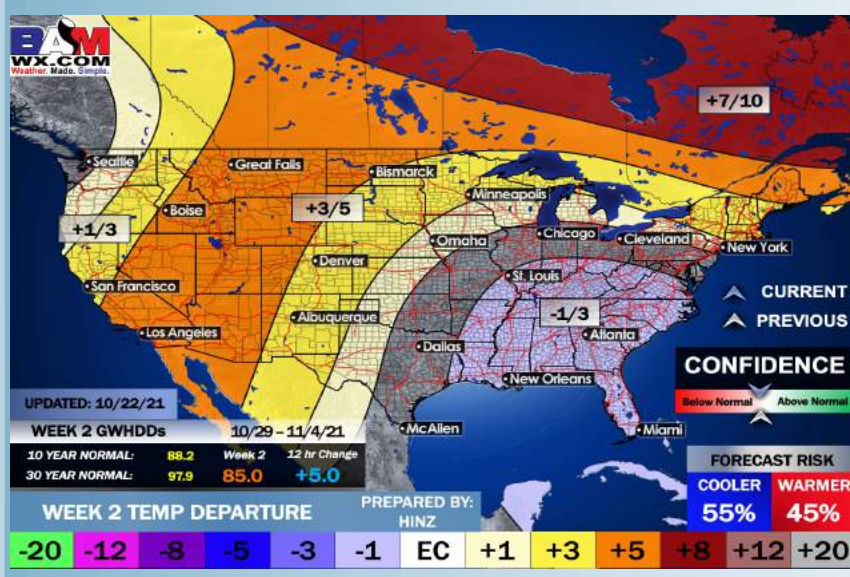 BAM
WX.COM
Weather. Made. Simple.
+7/10
Seattle
Great Falls
Bismarck
Minneapolis
Boise
+3/5
+1/3
Omaha
Chicago
Cleveland
New York
Denver
St. Louis
San Francisco
-1/3
Albuquerque
Los Angeles
Atlanta
Dallas
New Orleans
McAllen
Miami
CURRENT
PREVIOUS
CONFIDENCE
Below Normal Above Normal
UPDATED: 10/22/21
WEEK 2 GWHDDs 10/29 – 11/4/21
10 YEAR NORMAL: 88.2 Week 2 12 hr Change
30 YEAR NORMAL: 97.9 85.0 +5.0
FORECAST RISK
COOLER WARMER
55% 45%
WEEK 2 TEMP DEPARTURE
PREPARED BY:
HINZ
-20 -12 -8 -5 -3 -1 EC +1 +3 +5 +8 +12 +20